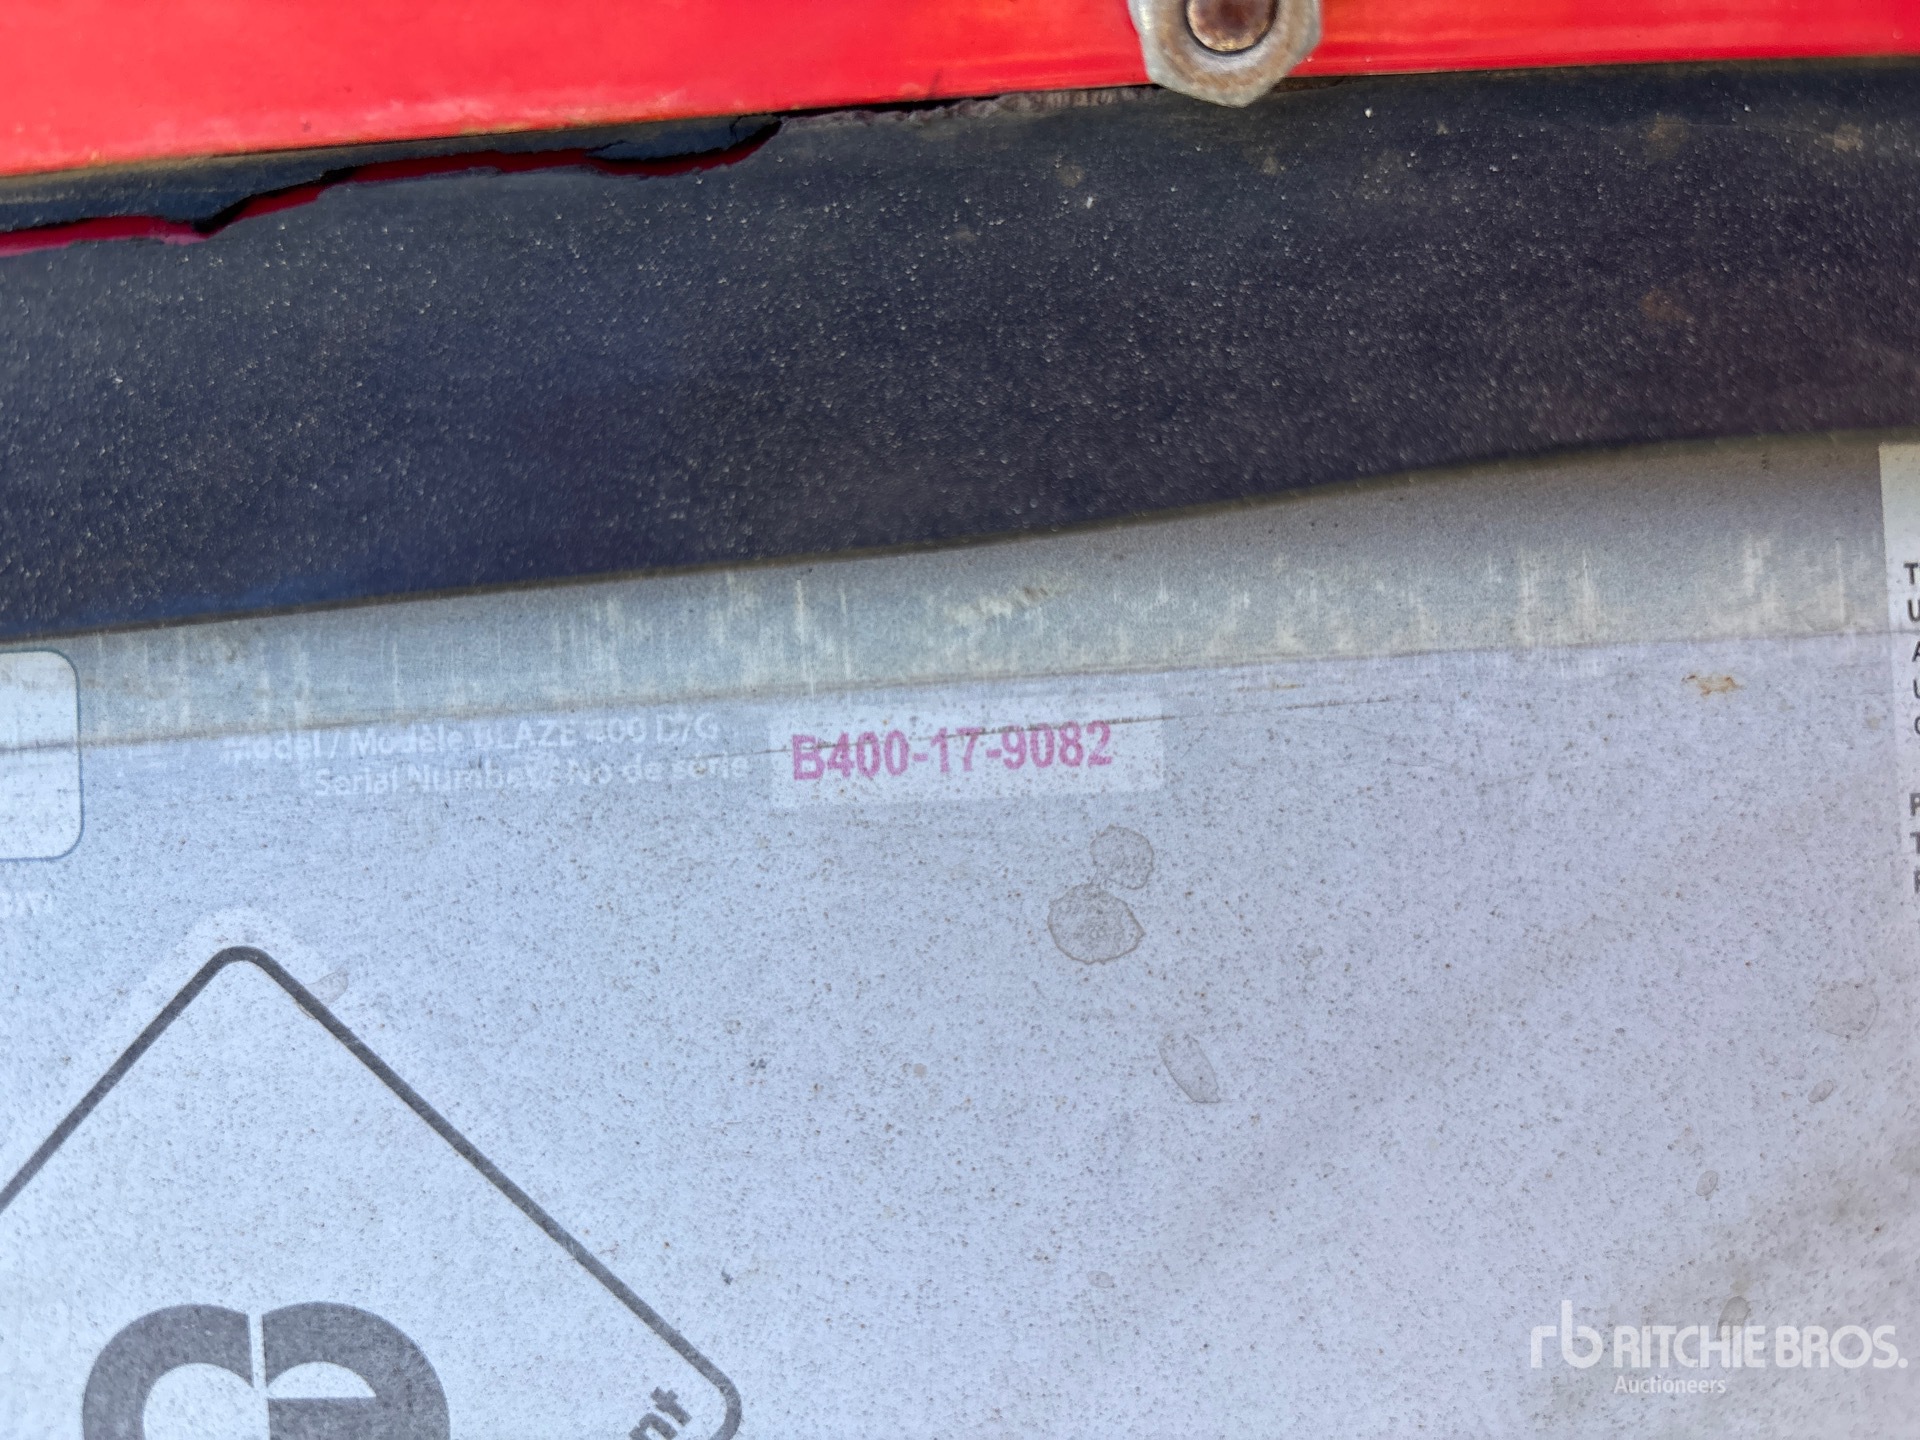 Model / Modèle BLAZE 400 D/G
Serial Number / No de série
B400-17-9082
rb RITCHIE BROS.
Auctioneers